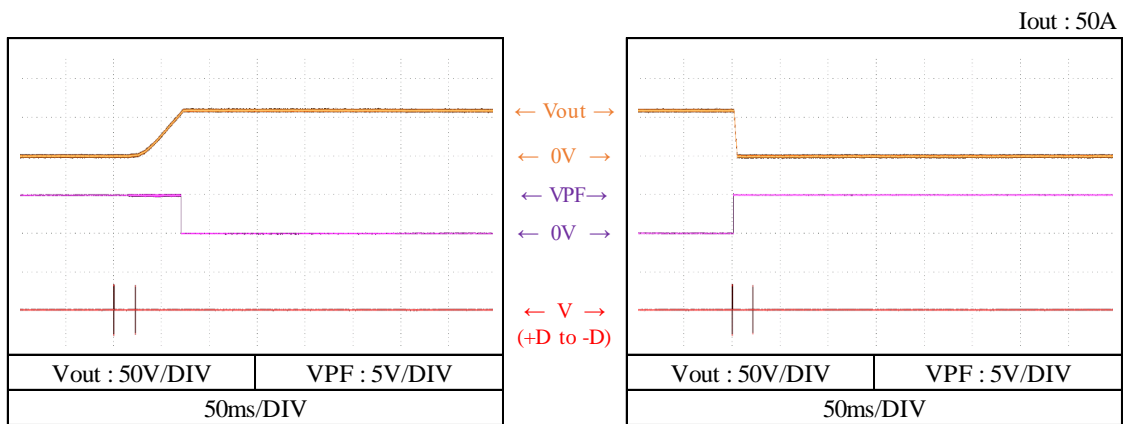 Iout : 50A
← Vout →
← 0V →
← VPF→
← 0V →
← V →
(+D to -D)
Vout : 50V/DIV
VPF : 5V/DIV
50ms/DIV
Vout : 50V/DIV
VPF : 5V/DIV
50ms/DIV